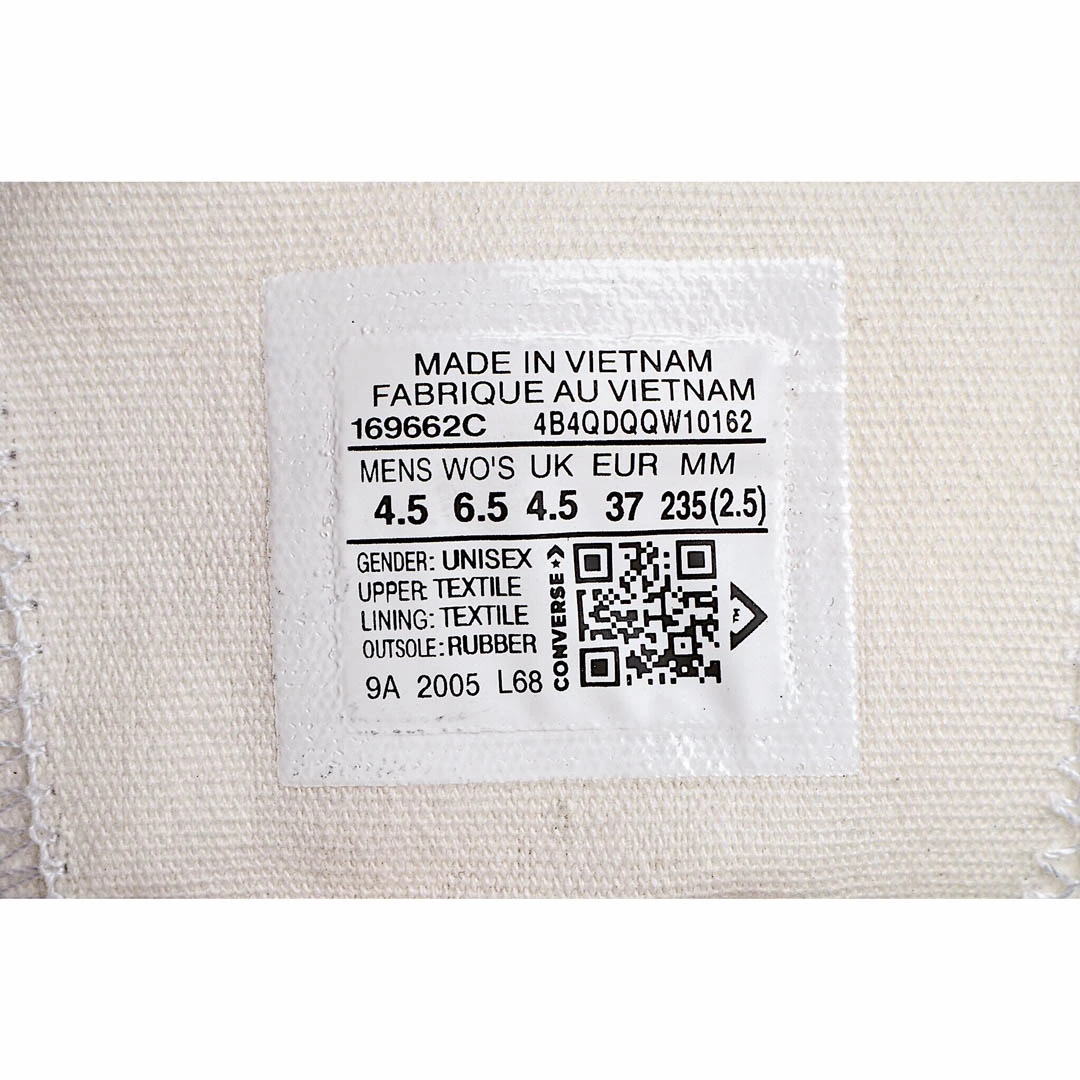 MADE IN VIETNAM
FABRIQUE AU VIETNAM
169662C 4B4QDQQW10162
MENS WO'S UK EUR MM
4.5 6.5 4.5 37 235(2.5)
GENDER: UNISEX
UPPER: TEXTILE
LINING: TEXTILE
OUTSOLE: RUBBER
9A 2005 L68
CONVERSE
TM